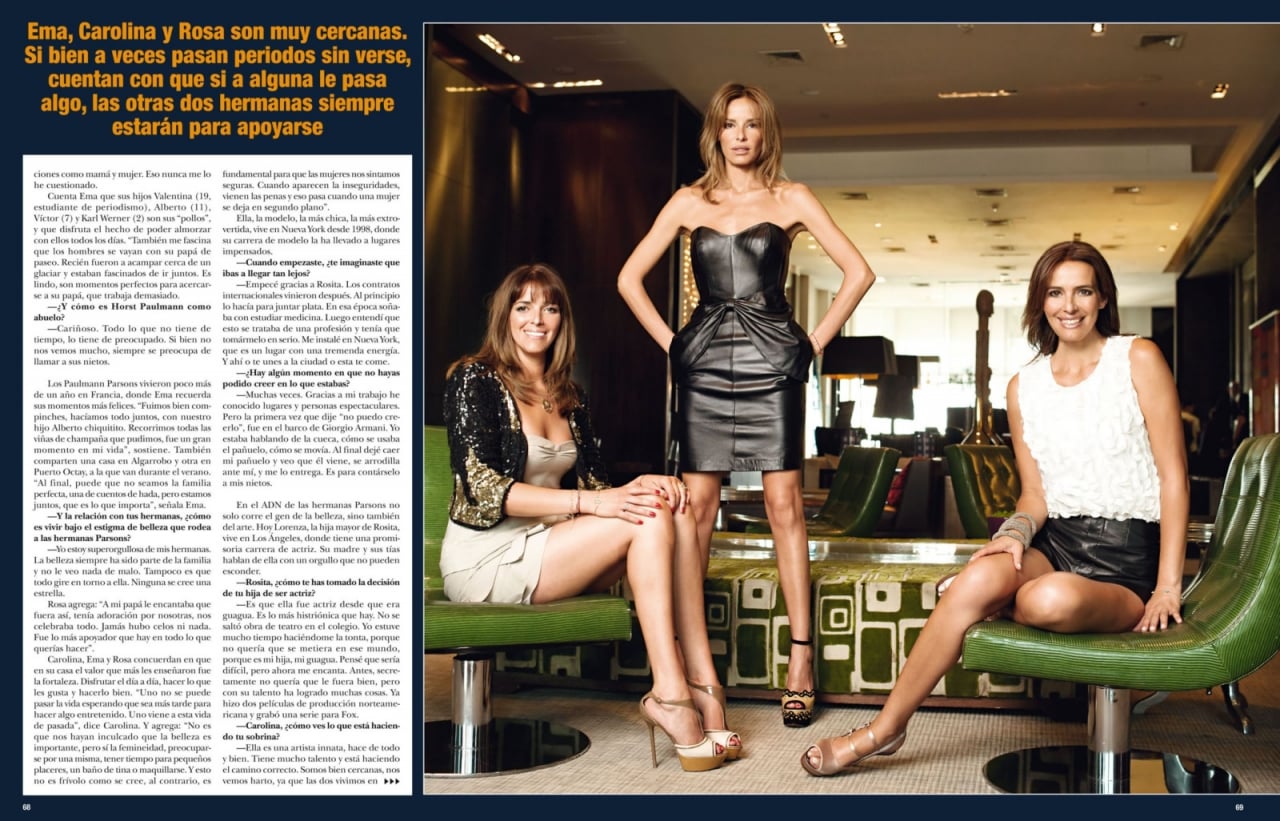 Ema, Carolina y Rosa son muy cercanas.
Si bien a veces pasan periodos sin verse,
cuentan con que si a alguna le pasa
algo, las otras dos hermanas siempre
estarán para apoyarse
ciones como mamá y mujer. Eso nunca me lo
he cuestionado.
Cuenta Ema que sus hijos Valentina (19,
estudiante de periodismo), Alberto (11),
Víctor (7) y Karl Werner (2) son sus “pollos”,
y que disfruta el hecho de poder almorzar
con ellos todos los días. “También me fascina
que los hombres se vayan con su papá de
paseo. Recién fueron a acampar cerca de un
glaciar y estaban fascinados de ir juntos. Es
lindo, son momentos perfectos para acercar-
se a su papá, que trabaja demasiado.
—¿Y cómo es Horst Paulmann como
abuelo?
—Cariñoso. Todo lo que no tiene de
tiempo, lo tiene de preocupado. Si bien no
nos vemos mucho, siempre se preocupa de
llamar a sus nietos.
Los Paulmann Parsons vivieron poco más
de un año en Francia, donde Ema recuerda
sus momentos más felices. “Fuimos bien com-
pinches, hacíamos todo juntos, con nuestro
hijo Alberto chiquitito. Recorrimos todas las
viñas de champaña que pudimos, fue un gran
momento en mi vida”, sostiene. También
comparten una casa en Algarrobo y otra en
Puerto Octay, a la que van durante el verano.
“Al final, puede que no seamos la familia
perfecta, una de cuentos de hada, pero estamos
juntos, que es lo que importa”, señala Ema.
—Y la relación con tus hermanas, ¿cómo
es vivir bajo el estigma de belleza que rodea
a las hermanas Parsons?
—Yo estoy superorgullosa de mis hermanas.
La belleza siempre ha sido parte de la familia
y no le veo nada de malo. Tampoco es que
todo gire en torno a ella. Ninguna se cree una
estrella.
Rosa agrega: “A mi papá le encantaba que
fuera así, tenía adoración por nosotras, nos
celebraba todo. Jamás hubo celos ni nada.
Fue lo más apoyador que hay en todo lo que
querías hacer”.
Carolina, Ema y Rosa concuerdan en que
en su casa el valor que más les enseñaron fue
la fortaleza. Disfrutar el día a día, hacer lo que
les gusta y hacerlo bien. “Uno no se puede
pasar la vida esperando que sea más tarde para
hacer algo entretenido. Uno viene a esta vida
de pasada”, dice Carolina. Y agrega: “No es
que nos hayan inculcado que la belleza es
importante, pero sí la femineidad, preocupar-
se por una misma, tener tiempo para pequeños
placeres, un baño de tina o maquillarse. Y esto
no es frívolo como se cree, al contrario, es
fundamental para que las mujeres nos sintamos
seguras. Cuando aparecen la inseguridades,
vienen las penas y eso pasa cuando una mujer
se deja en segundo plano”.
Ella, la modelo, la más chica, la más extro-
vertida, vive en Nueva York desde 1998, donde
su carrera de modelo la ha llevado a lugares
impensados.
—Cuando empezaste, ¿te imaginaste que
ibas a llegar tan lejos?
—Empecé gracias a Rosita. Los contratos
internacionales vinieron después. Al principio
lo hacía para juntar plata. En esa época soña-
ba con estudiar medicina. Luego entendí que
esto se trataba de una profesión y tenía que
tomármelo en serio. Me instalé en Nueva York,
que es un lugar con una tremenda energía.
Y ahí o te unes a la ciudad o esta te come.
—¿Hay algún momento en que no hayas
podido creer en lo que estabas?
—Muchas veces. Gracias a mi trabajo he
conocido lugares y personas espectaculares.
Pero la primera vez que dije “no puedo cre-
erlo”, fue en el barco de Giorgio Armani. Yo
estaba hablando de la cueca, cómo se usaba
el pañuelo, cómo se movía. Al final dejé caer
mi pañuelo y veo que él viene, se arrodilla
ante mí, y me lo entrega. Es para contárselo
a mis nietos.
En el ADN de las hermanas Parsons no
solo corre el gen de la belleza, sino también
del arte. Hoy Lorenza, la hija mayor de Rosita,
vive en Los Ángeles, donde tiene una promi-
soria carrera de actriz. Su madre y sus tías
hablan de ella con un orgullo que no pueden
esconder.
—Rosita, ¿cómo te has tomado la decisión
de tu hija de ser actriz?
—Es que ella fue actriz desde que era
guagua. Es lo más histriónica que hay. No se
saltó obra de teatro en el colegio. Yo estuve
mucho tiempo haciéndome la tonta, porque
no quería que se metiera en ese mundo,
porque es mi hija, mi guagua. Pensé que sería
difícil, pero ahora me encanta. Antes, secre-
tamente no quería que le fuera bien, pero
con su talento ha logrado muchas cosas. Ya
hizo dos películas de producción norteame-
ricana y grabó una serie para Fox.
—Carolina, ¿cómo ves lo que está hacien-
do tu sobrina?
—Ella es una artista innata, hace de todo
y bien. Tiene mucho talento y está haciendo
el camino correcto. Somos bien cercanas, nos
vemos harto, ya que las dos vivimos en
68
69